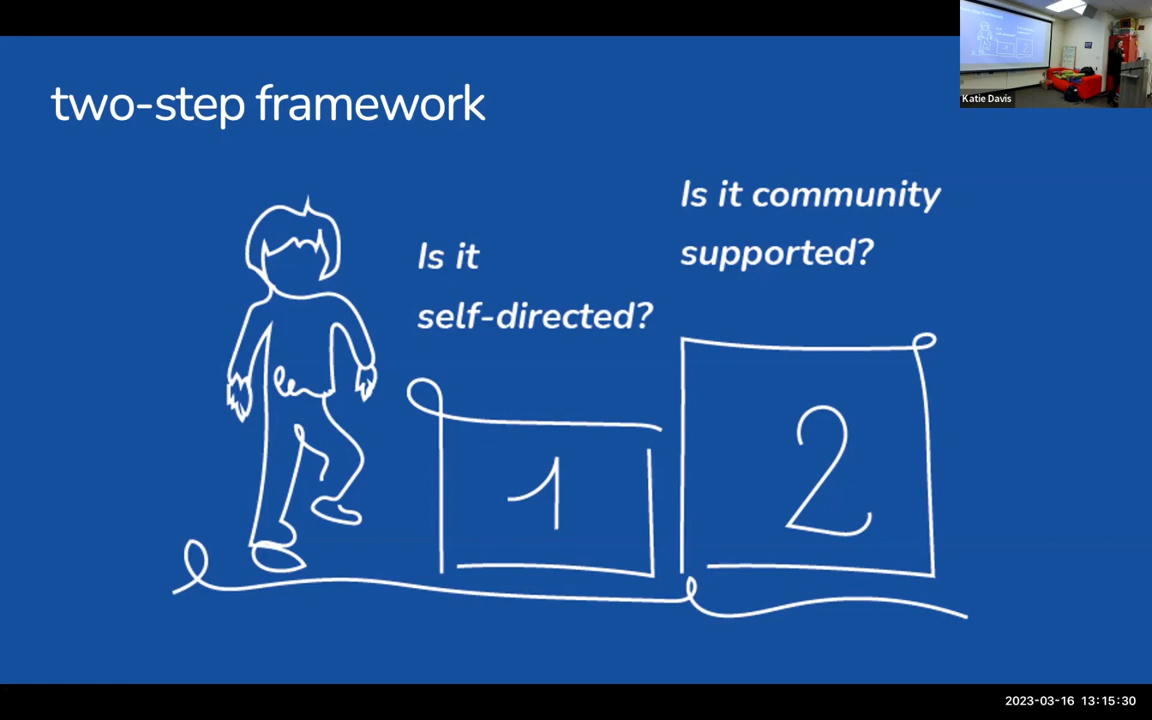 two-step framework
Katie Davis
Is it community
supported?
Is it
self-directed?
1
2
2023-03-16 13:15:30